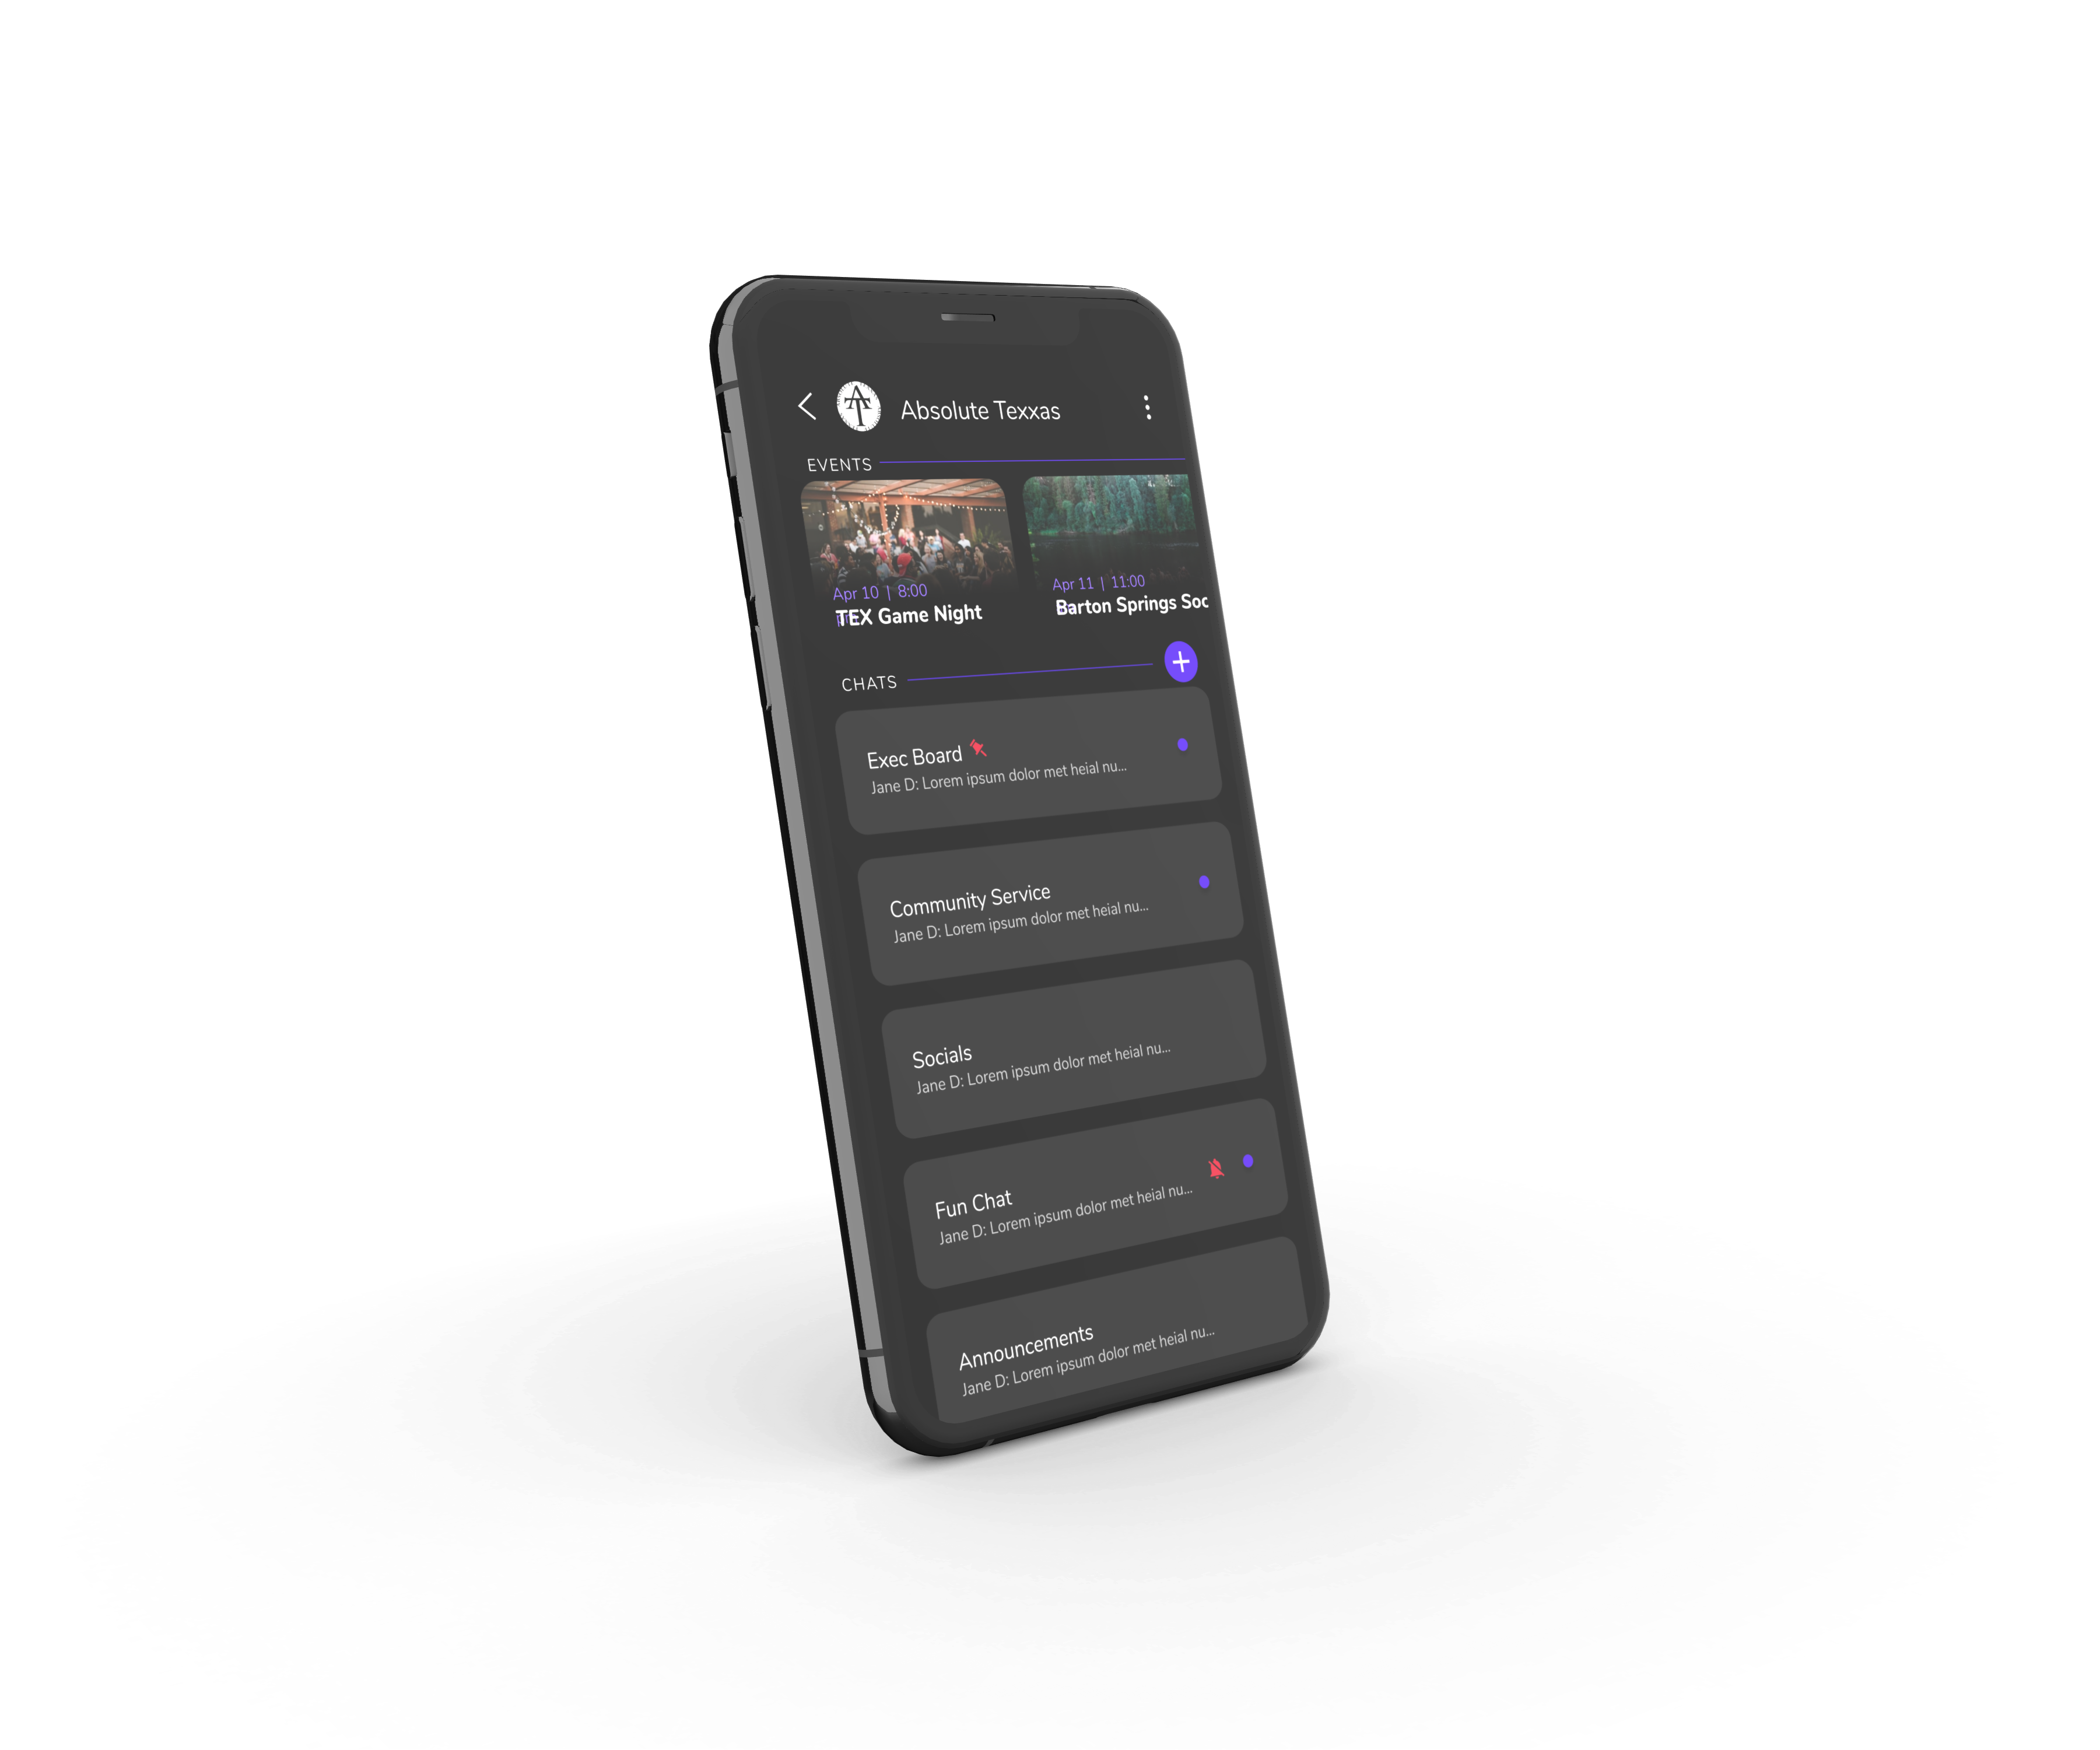 AT
Absolute Texxas
EVENTS
Apr 10 | 8:00
pm
TEX Game Night
Apr 11 | 11:00
Barton Springs Soc
CHATS
Exec Board
Jane D: Lorem ipsum dolor met heial nu...
Community Service
Jane D: Lorem ipsum dolor met heial nu...
Socials
Jane D: Lorem ipsum dolor met heial nu...
Fun Chat
Jane D: Lorem ipsum dolor met heial nu...
Announcements
Jane D: Lorem ipsum dolor met heial nu...